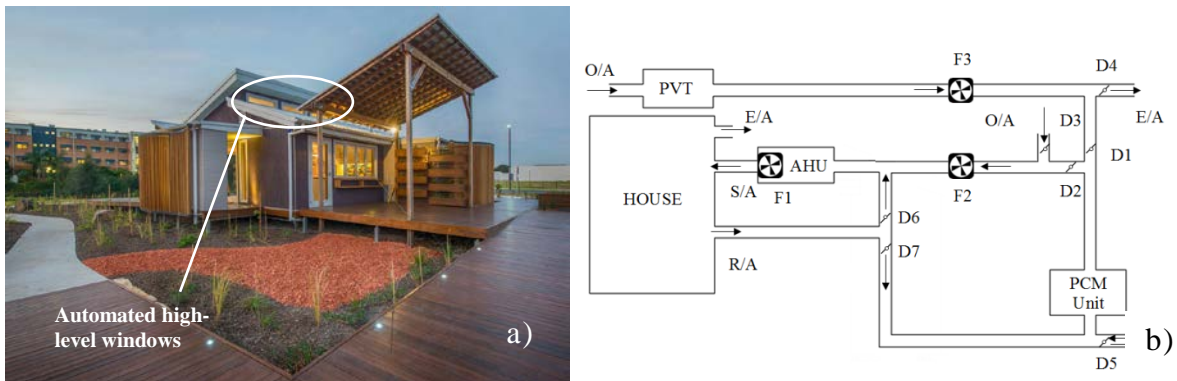 Automated high-
level windows
a)
F3
D4
O/A
PVT
E/A
O/A
D3
E/A
D1
AHU
HOUSE
S/A
F1
F2
D2
D6
D7
R/A
PCM
Unit
D5
b)